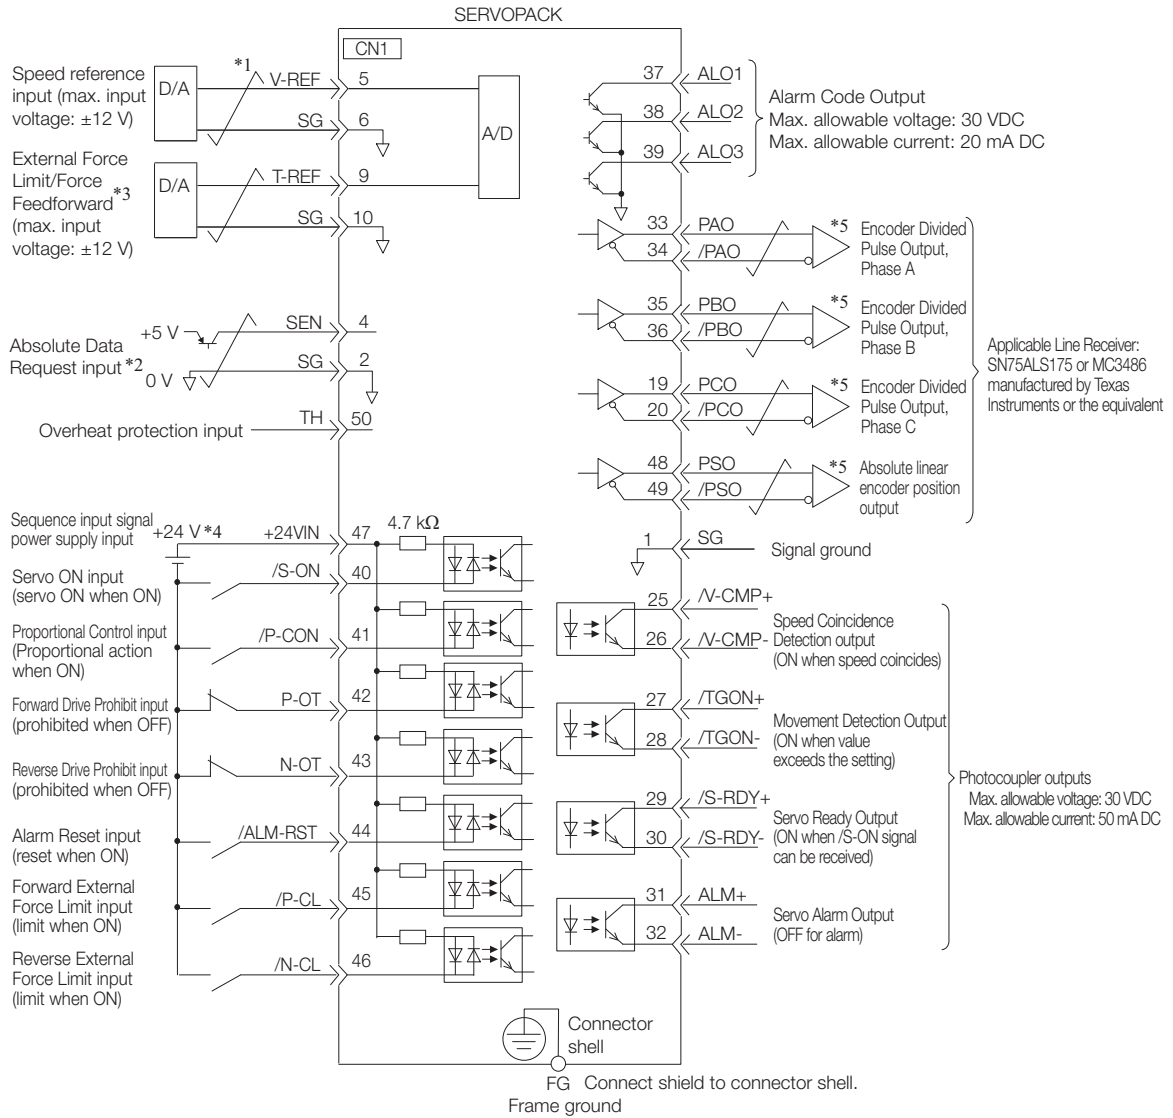 SERVOPACK
CN1
Speed reference
input (max. input
voltage: ±12 V)
D/A
*1
V-REF
5
SG
6
A/D
External Force
Limit/Force
Feedforward*3
(max. input
voltage: ±12 V)
D/A
T-REF
9
SG
10
Absolute Data
Request input*2
+5 V
0 V
SEN
4
SG
2
Overheat protection input
TH
50
Sequence input signal
power supply input
+24 V*4
+24VIN
47
4.7 kΩ
Servo ON input
(servo ON when ON)
/S-ON
40
Proportional Control input
(Proportional action
when ON)
/P-CON
41
Forward Drive Prohibit input
(prohibited when OFF)
P-OT
42
Reverse Drive Prohibit input
(prohibited when OFF)
N-OT
43
Alarm Reset input
(reset when ON)
/ALM-RST
44
Forward External
Force Limit input
(limit when ON)
/P-CL
45
Reverse External
Force Limit input
(limit when ON)
/N-CL
46
37
ALO1
38
ALO2
39
ALO3
Alarm Code Output
Max. allowable voltage: 30 VDC
Max. allowable current: 20 mA DC
33
PAO
34
/PAO
*5
Encoder Divided
Pulse Output,
Phase A
35
PBO
36
/PBO
*5
Encoder Divided
Pulse Output,
Phase B
19
PCO
20
/PCO
*5
Encoder Divided
Pulse Output,
Phase C
48
PSO
49
/PSO
*5
Absolute linear
encoder position
output
Applicable Line Receiver:
SN75ALS175 or MC3486
manufactured by Texas
Instruments or the equivalent
1
SG
Signal ground
25
/V-CMP+
26
/V-CMP-
Speed Coincidence
Detection output
(ON when speed coincides)
27
/TGON+
28
/TGON-
Movement Detection Output
(ON when value
exceeds the setting)
29
/S-RDY+
30
/S-RDY-
Servo Ready Output
(ON when /S-ON signal
can be received)
31
ALM+
32
ALM-
Servo Alarm Output
(OFF for alarm)
Photocoupler outputs
Max. allowable voltage: 30 VDC
Max. allowable current: 50 mA DC
Connector
shell
FG
Connect shield to connector shell.
Frame ground